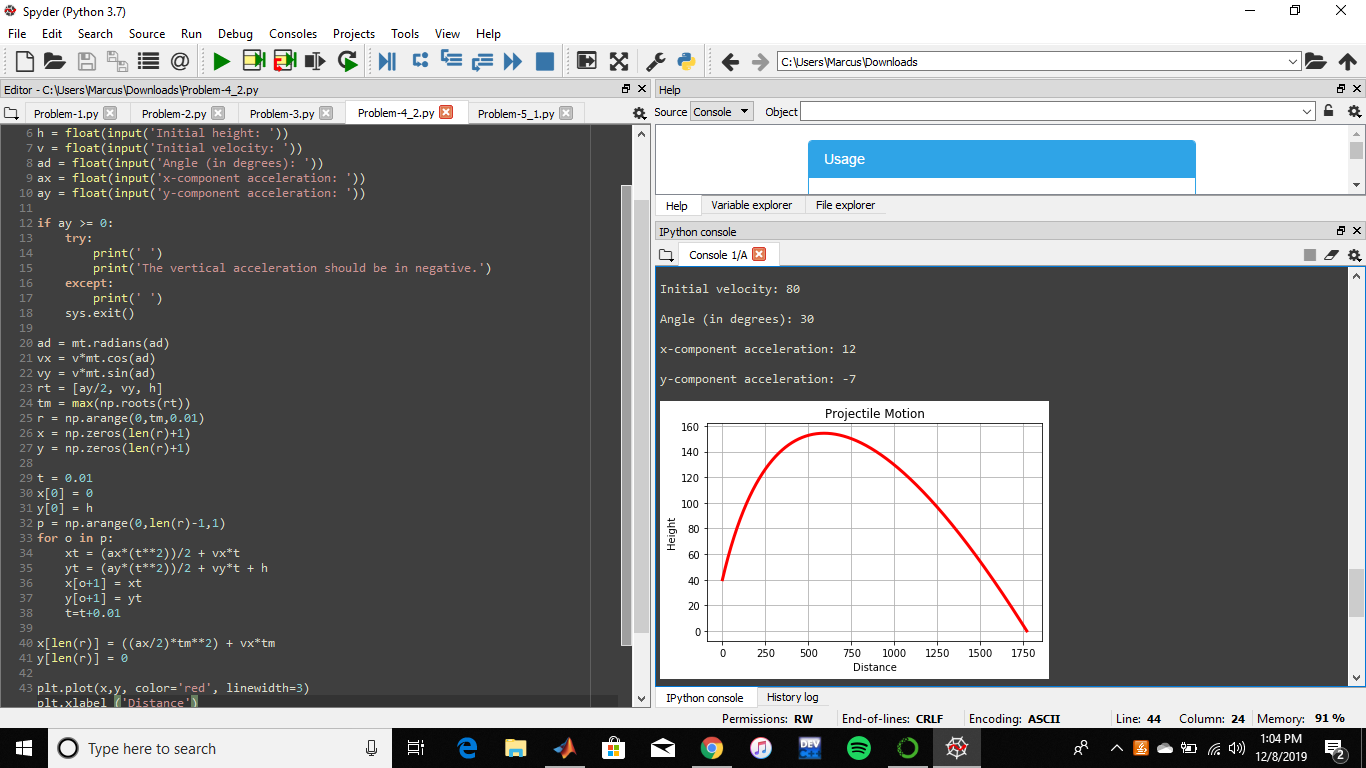 Spyder (Python 3.7)
File Edit Search Source Run Debug Consoles Projects Tools View Help
C:\Users\Marcus\Downloads
Editor - C:\Users\Marcus\Downloads\Problem-4_2.py
Problem-1.py Problem-2.py Problem-3.py Problem-4_2.py Problem-5_1.py
6 h = float(input('Initial height: '))
7 v = float(input('Initial velocity: '))
8 ad = float(input('Angle (in degrees): '))
9 ax = float(input('x-component acceleration: '))
10 ay = float(input('y-component acceleration: '))
11
12 if ay >= 0:
13     try:
14         print(' ')
15         print('The vertical acceleration should be in negative.')
16     except:
17         print(' ')
18     sys.exit()
19
20 ad = mt.radians(ad)
21 vx = v*mt.cos(ad)
22 vy = v*mt.sin(ad)
23 rt = [ay/2, vy, h]
24 tm = max(np.roots(rt))
25 r = np.arange(0,tm,0.01)
26 x = np.zeros(len(r)+1)
27 y = np.zeros(len(r)+1)
28
29 t = 0.01
30 x[0] = 0
31 y[0] = h
32 p = np.arange(0,len(r)-1,1)
33 for o in p:
34     xt = (ax*(t**2))/2 + vx*t
35     yt = (ay*(t**2))/2 + vy*t + h
36     x[o+1] = xt
37     y[o+1] = yt
38     t=t+0.01
39
40 x[len(r)] = ((ax/2)*tm**2) + vx*tm
41 y[len(r)] = 0
42
43 plt.plot(x,y, color='red', linewidth=3)
plt.xlabel ('Distance')
Help
Source Console Object
Usage
Help Variable explorer File explorer
IPython console
Console 1/A
Initial velocity: 80
Angle (in degrees): 30
x-component acceleration: 12
y-component acceleration: -7
Projectile Motion
160
140
120
100
80
60
40
20
0
Height
0 250 500 750 1000 1250 1500 1750
Distance
IPython console History log
Permissions: RW End-of-lines: CRLF Encoding: ASCII Line: 44 Column: 24 Memory: 91 %
Type here to search
DEV
1:04 PM
12/8/2019
2